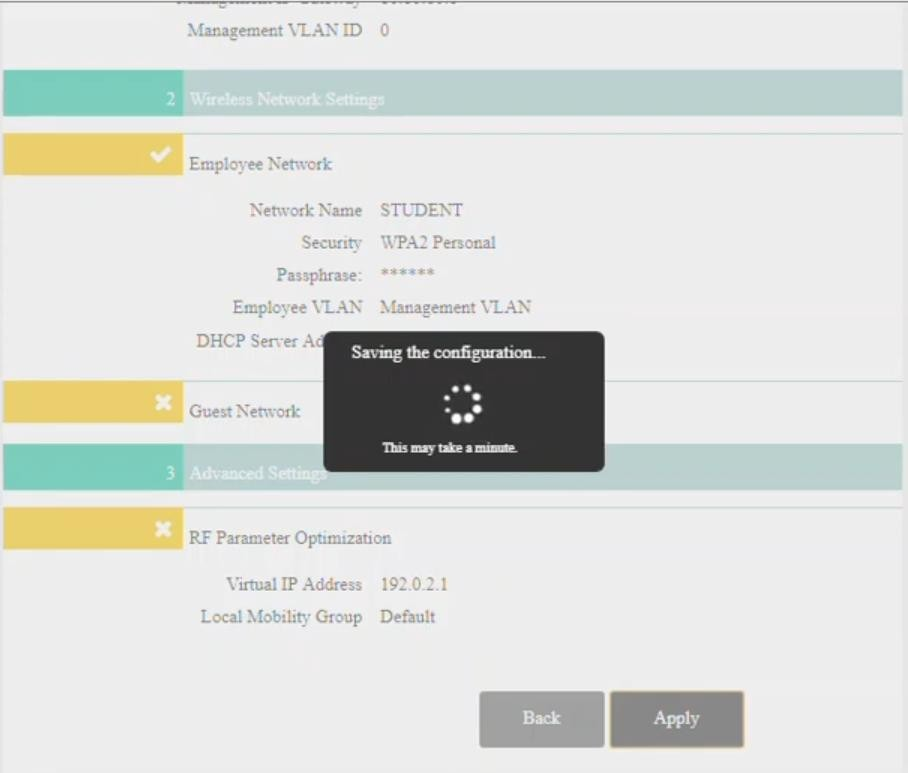 Management VLAN ID 0
2 Wireless Network Settings
Employee Network
Network Name STUDENT
Security WPA2 Personal
Passphrase: ******
Employee VLAN Management VLAN
DHCP Server Ad
Saving the configuration...
This may take a minute.
Guest Network
3 Advanced Settings
RF Parameter Optimization
Virtual IP Address 192.0.2.1
Local Mobility Group Default
Back Apply